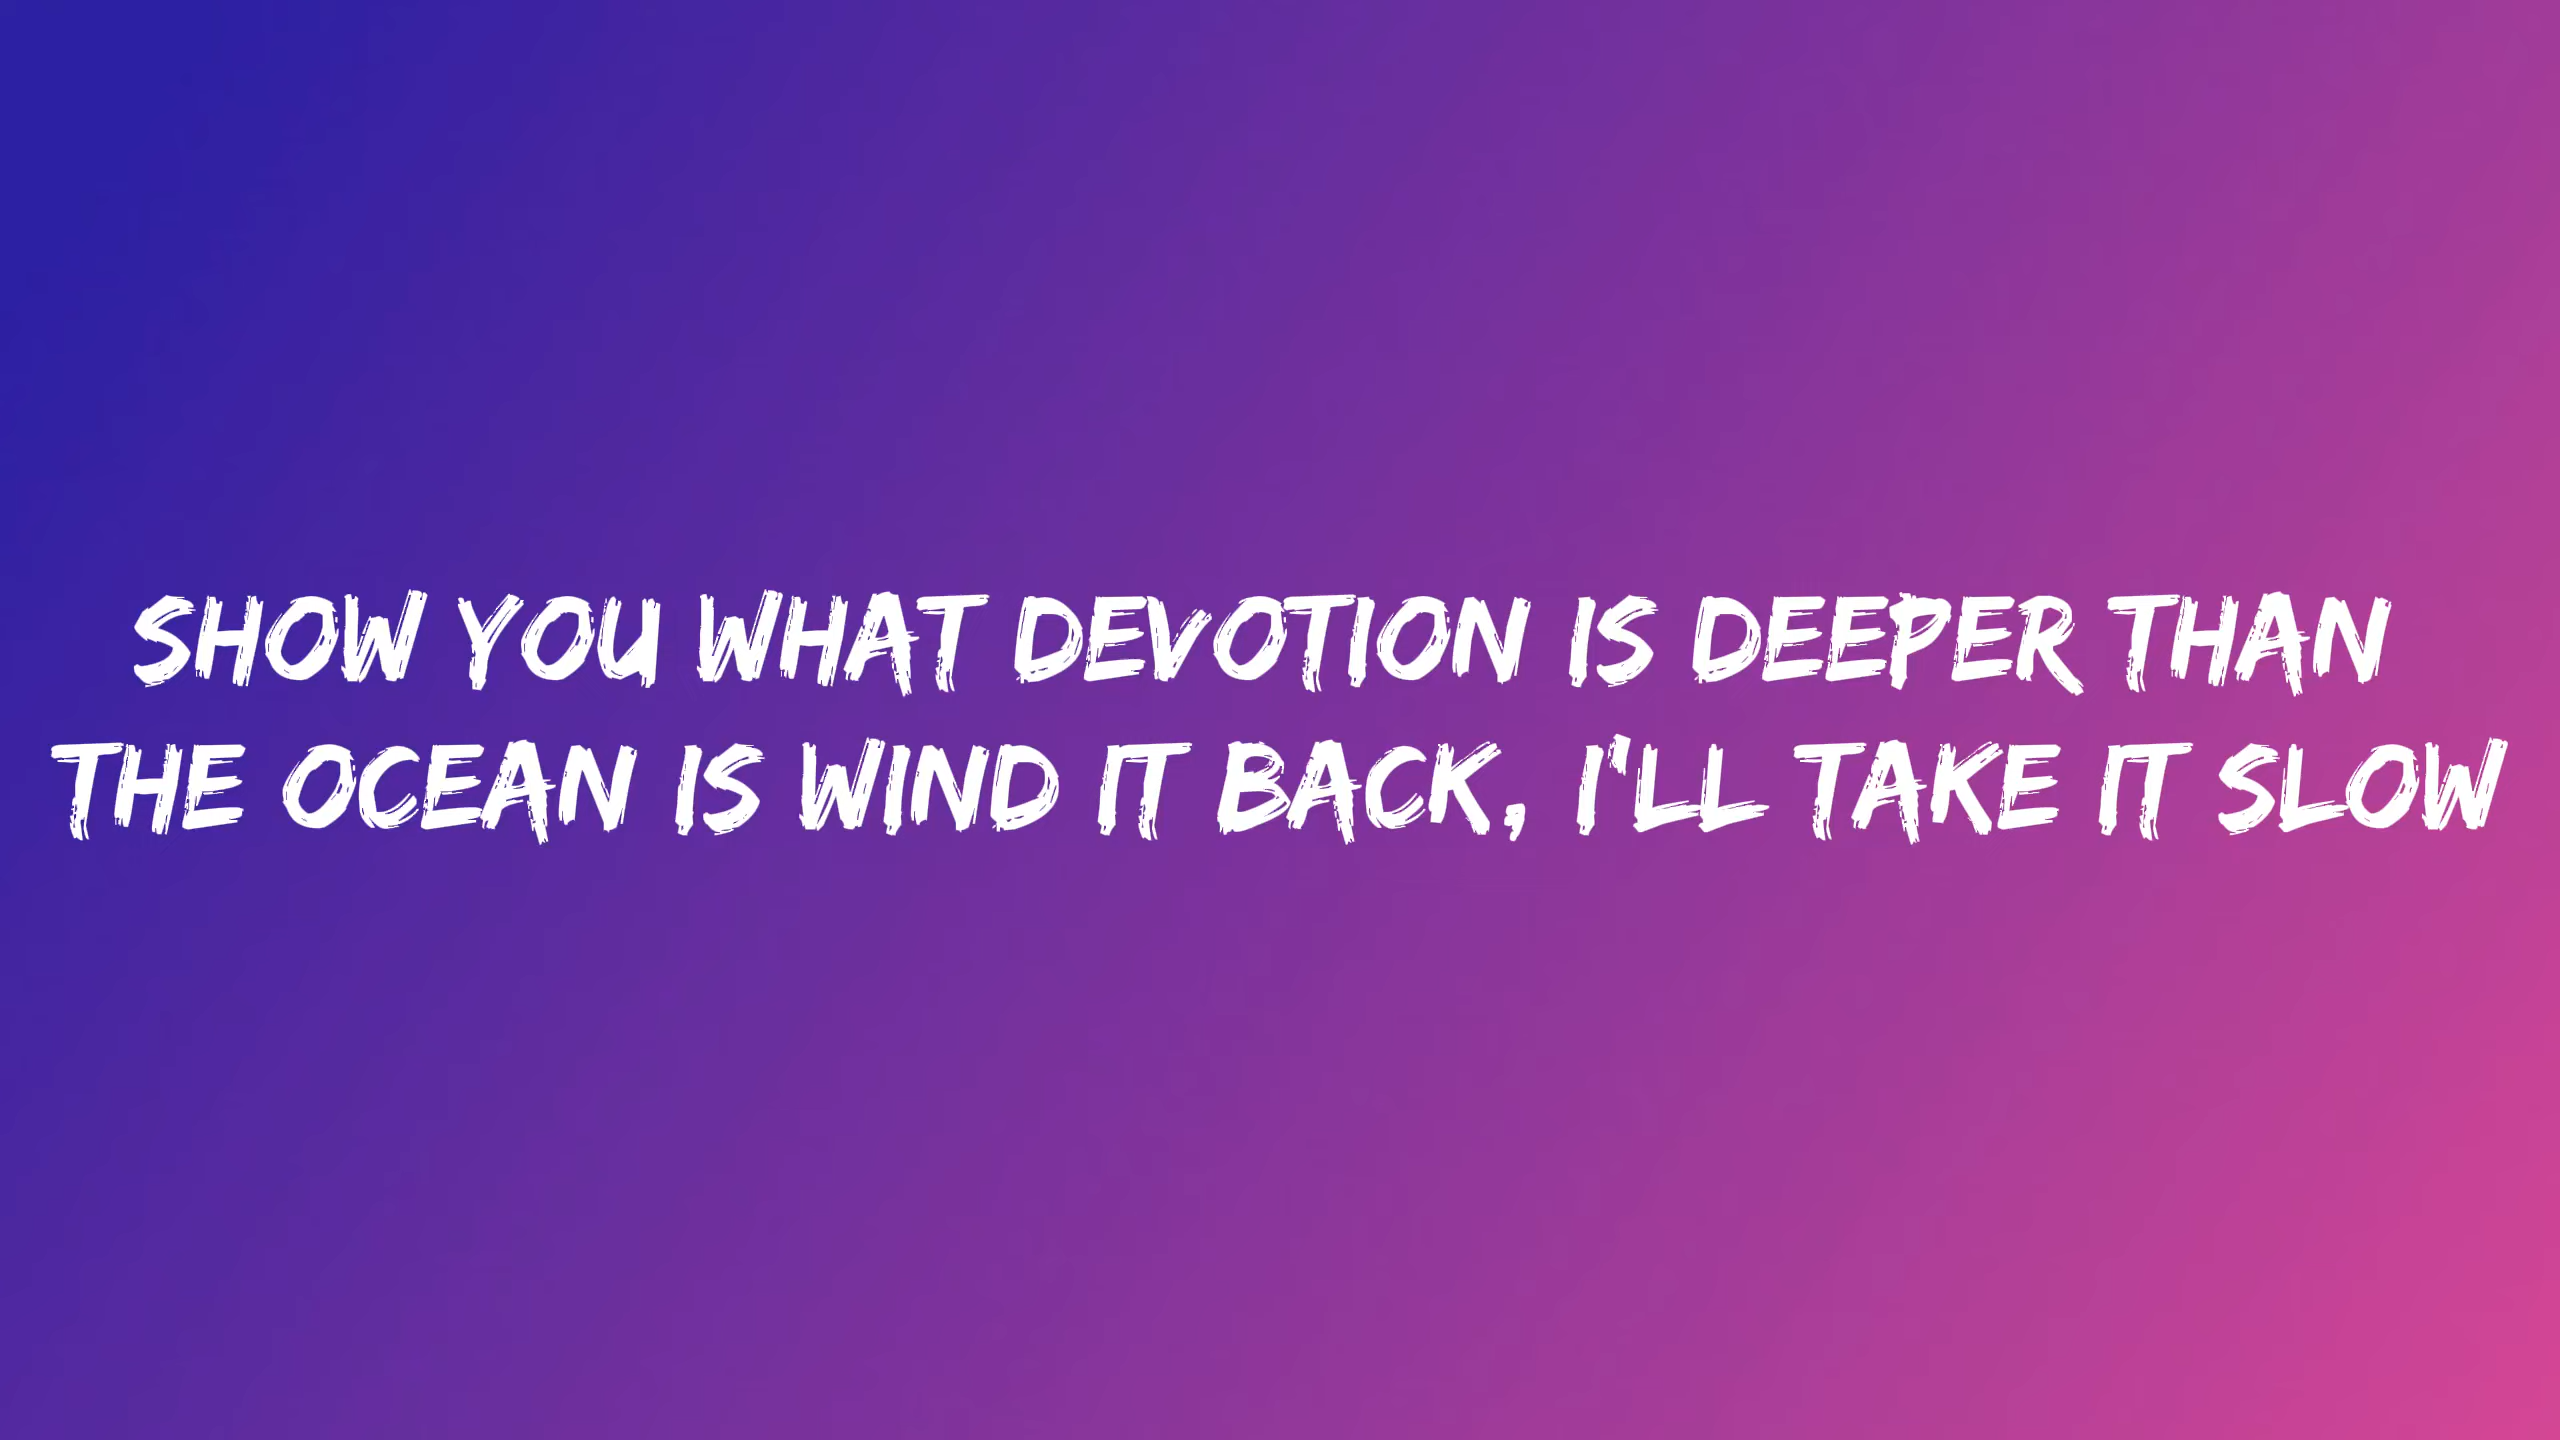 SHOW YOU WHAT DEVOTION IS DEEPER THAN
THE OCEAN IS WIND IT BACK, I'LL TAKE IT SLOW